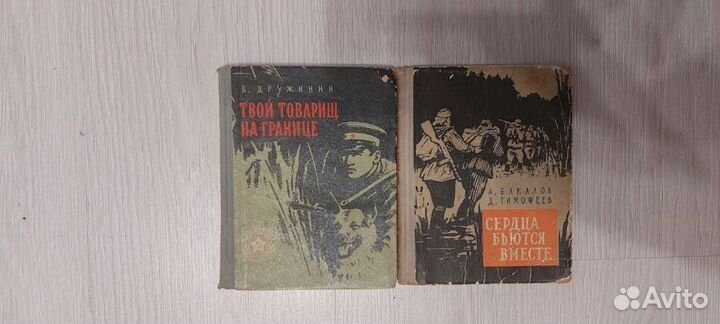 В. ДРУЖИНИН
ТВОЙ ТОВАРИЩ
НА ГРАНИЦЕ
А. БАКАЛОВ
Д. ТИМОФЕЕВ
СЕРДЦА
БЬЮТСЯ
ВМЕСТЕ
Avito